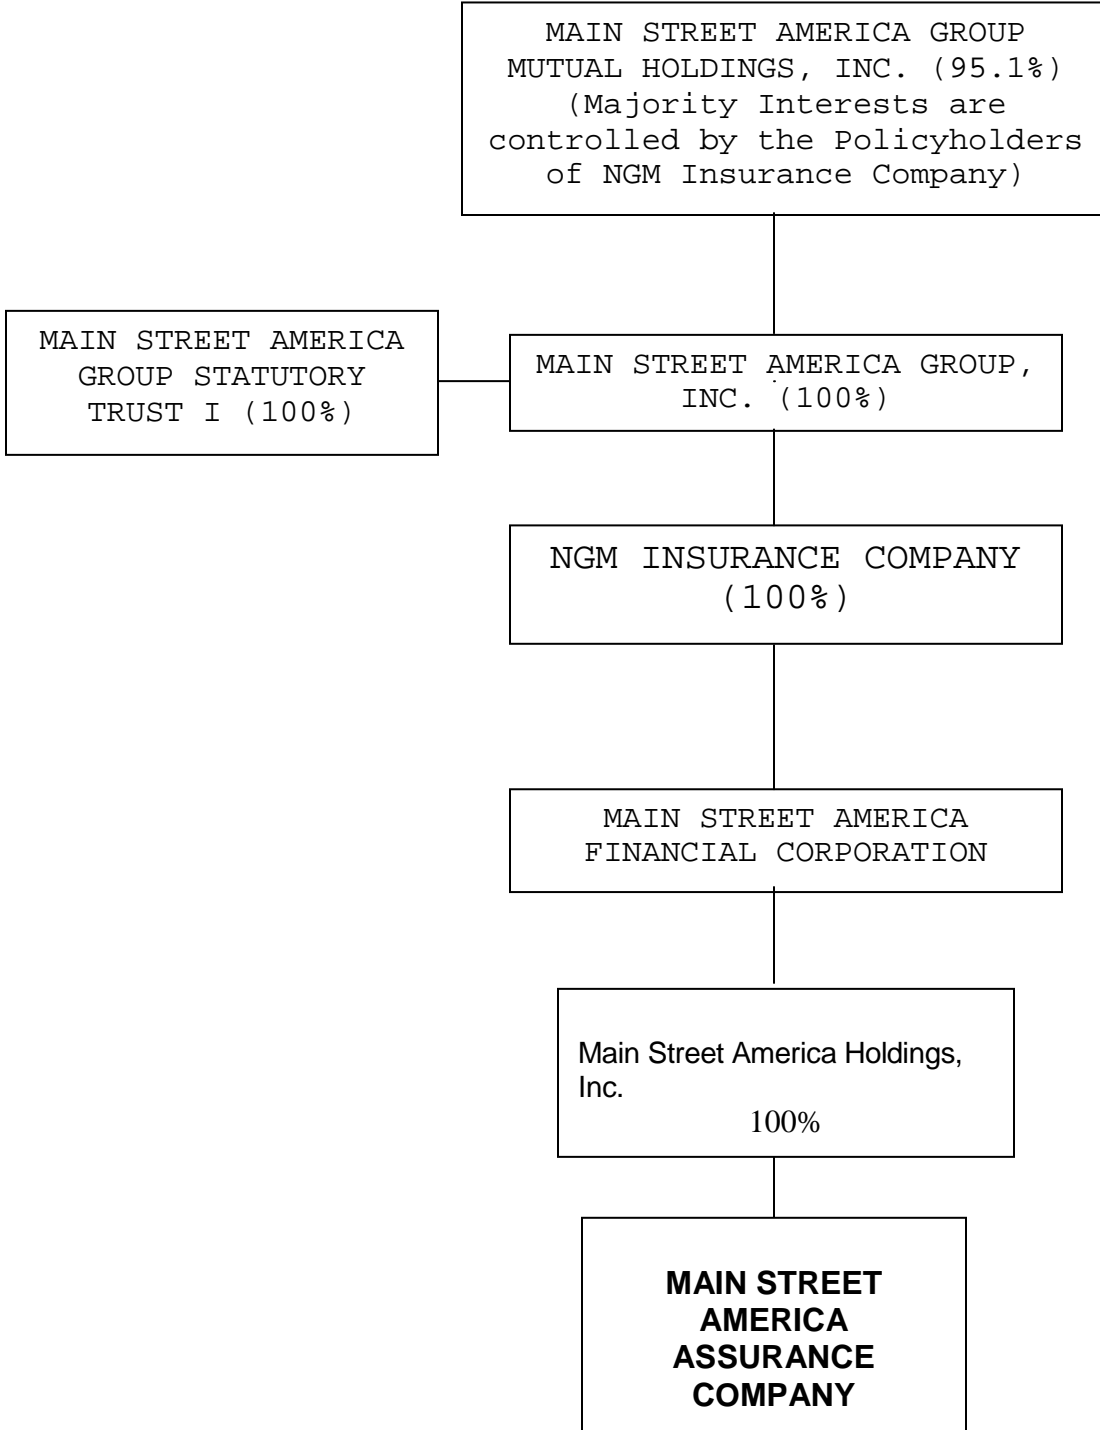 MAIN STREET AMERICA GROUP
MUTUAL HOLDINGS, INC. (95.1%)
(Majority Interests are
controlled by the Policyholders
of NGM Insurance Company)
MAIN STREET AMERICA
GROUP STATUTORY
TRUST I (100%)
MAIN STREET AMERICA GROUP,
INC. (100%)
NGM INSURANCE COMPANY
(100%)
MAIN STREET AMERICA
FINANCIAL CORPORATION
Main Street America Holdings,
Inc.
100%
MAIN STREET
AMERICA
ASSURANCE
COMPANY